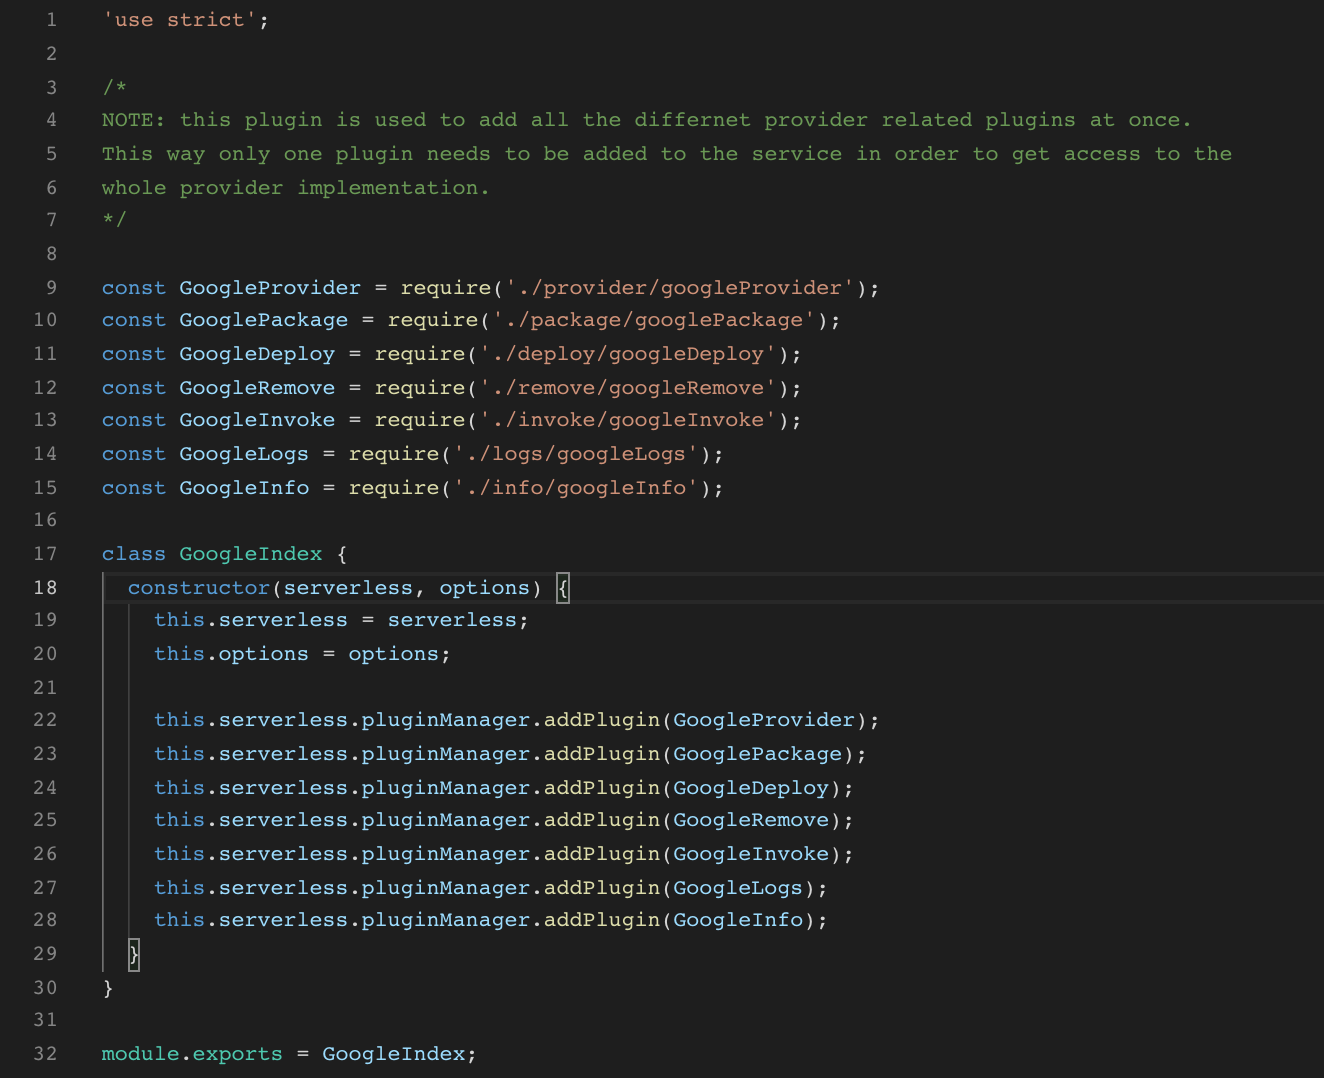 1 'use strict';
2
3 /*
4 NOTE: this plugin is used to add all the differnet provider related plugins at once.
5 This way only one plugin needs to be added to the service in order to get access to the
6 whole provider implementation.
7 */
8
9 const GoogleProvider = require('./provider/googleProvider');
10 const GooglePackage = require('./package/googlePackage');
11 const GoogleDeploy = require('./deploy/googleDeploy');
12 const GoogleRemove = require('./remove/googleRemove');
13 const GoogleInvoke = require('./invoke/googleInvoke');
14 const GoogleLogs = require('./logs/googleLogs');
15 const GoogleInfo = require('./info/googleInfo');
16
17 class GoogleIndex {
18   constructor(serverless, options) {
19     this.serverless = serverless;
20     this.options = options;
21
22     this.serverless.pluginManager.addPlugin(GoogleProvider);
23     this.serverless.pluginManager.addPlugin(GooglePackage);
24     this.serverless.pluginManager.addPlugin(GoogleDeploy);
25     this.serverless.pluginManager.addPlugin(GoogleRemove);
26     this.serverless.pluginManager.addPlugin(GoogleInvoke);
27     this.serverless.pluginManager.addPlugin(GoogleLogs);
28     this.serverless.pluginManager.addPlugin(GoogleInfo);
29   }
30 }
31
32 module.exports = GoogleIndex;